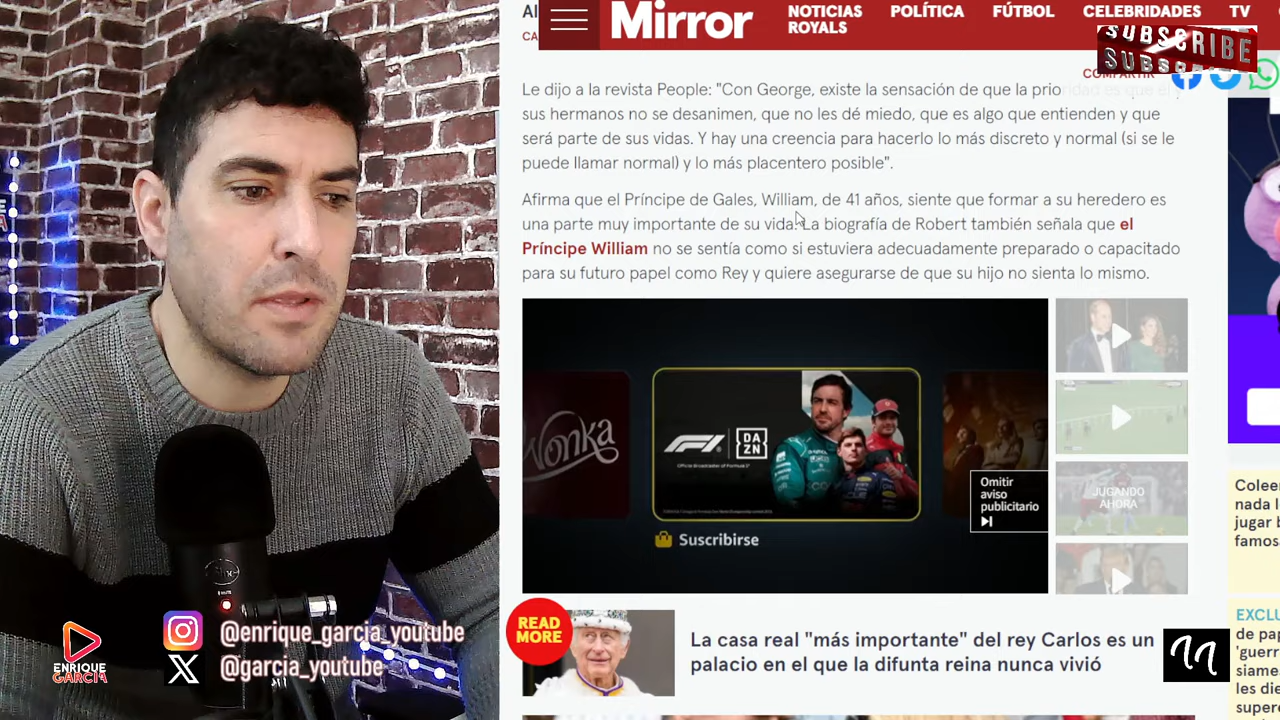 Mirror
NOTICIAS
ROYALS
POLÍTICA
FÚTBOL
CELEBRIDADES
TV
SUBSCRIBE
SUBSC
COMPARTIR
Le dijo a la revista People: "Con George, existe la sensación de que la prioridad es que él y
sus hermanos no se desanimen, que no les dé miedo, que es algo que entienden y que
será parte de sus vidas. Y hay una creencia para hacerlo lo más discreto y normal (si se le
puede llamar normal) y lo más placentero posible".
Afirma que el Príncipe de Gales, William, de 41 años, siente que formar a su heredero es
una parte muy importante de su vida. La biografía de Robert también señala que el
Príncipe William no se sentía como si estuviera adecuadamente preparado o capacitado
para su futuro papel como Rey y quiere asegurarse de que su hijo no sienta lo mismo.
Wonka
F1 DAZN
Omitir
aviso
publicitario
Suscribirse
JUGANDO
AHORA
READ
MORE
La casa real "más importante" del rey Carlos es un
palacio en el que la difunta reina nunca vivió
nada
jugar
famos
EXCLU
de pap
'guerr
siame
les die
super
ENRIQUE
GARCIA
@enrique_garcia_youtube
@garcia_youtube